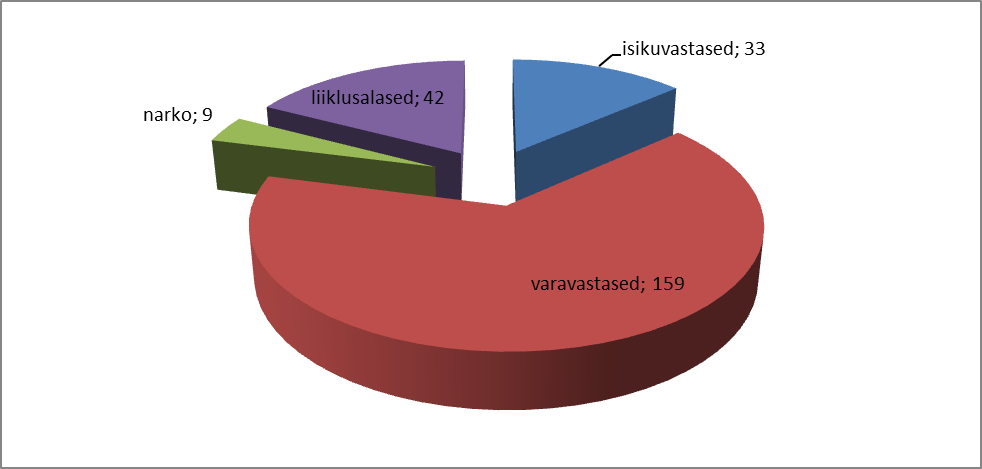 isikuvastased; 33
liiklusalased; 42
narko; 9
varavastased; 159